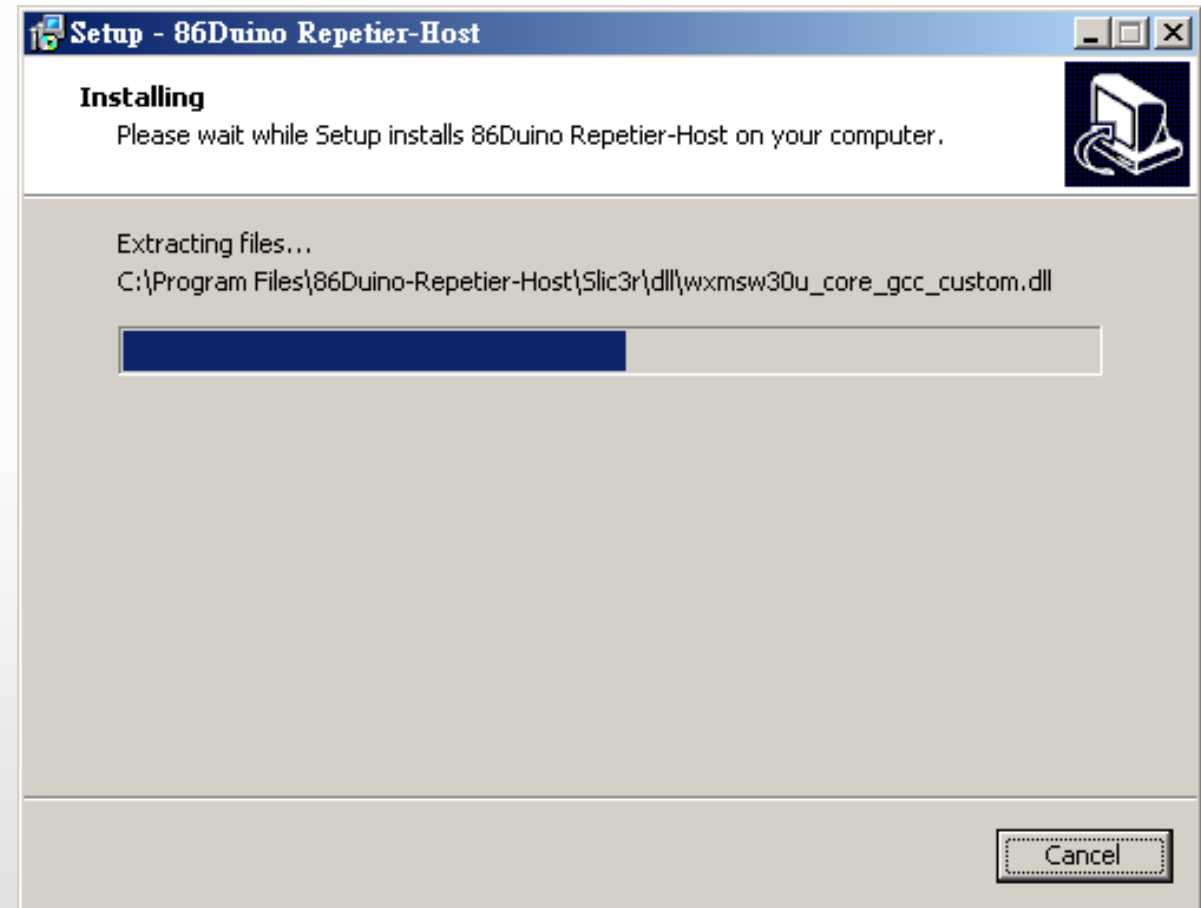 Setup - 86Duino Repetier-Host
Installing
Please wait while Setup installs 86Duino Repetier-Host on your computer.
Extracting files...
C:\Program Files\86Duino-Repetier-Host\Slic3r\dll\wxmsw30u_core_gcc_custom.dll
Cancel